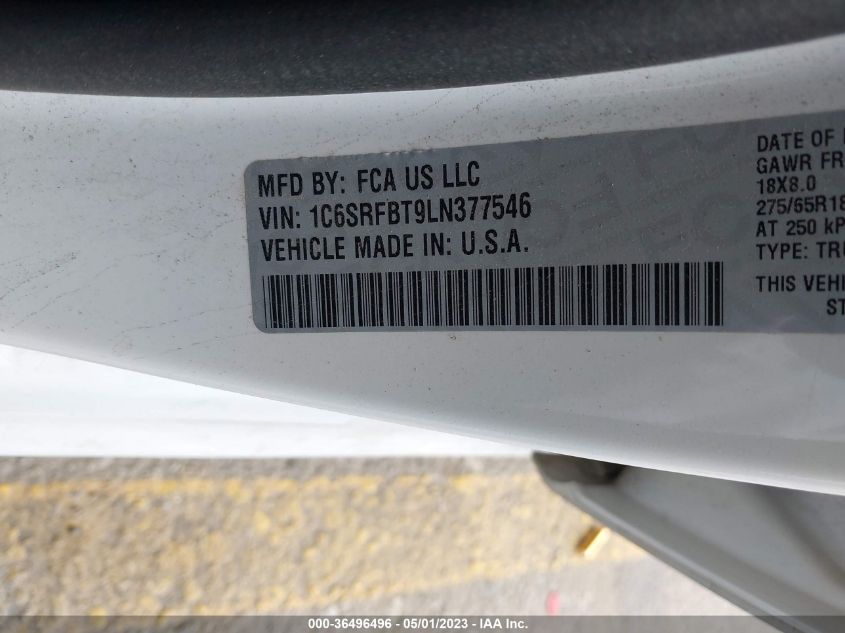 MFD BY: FCA US LLC
VIN: 1C6SRFBT9LN377546
VEHICLE MADE IN: U.S.A.
DATE OF
GAWR FR
18X8.0
275/65R18
AT 250 kP
TYPE: TR
THIS VEHI
ST
000-36496496 - 05/01/2023 - IAA Inc.